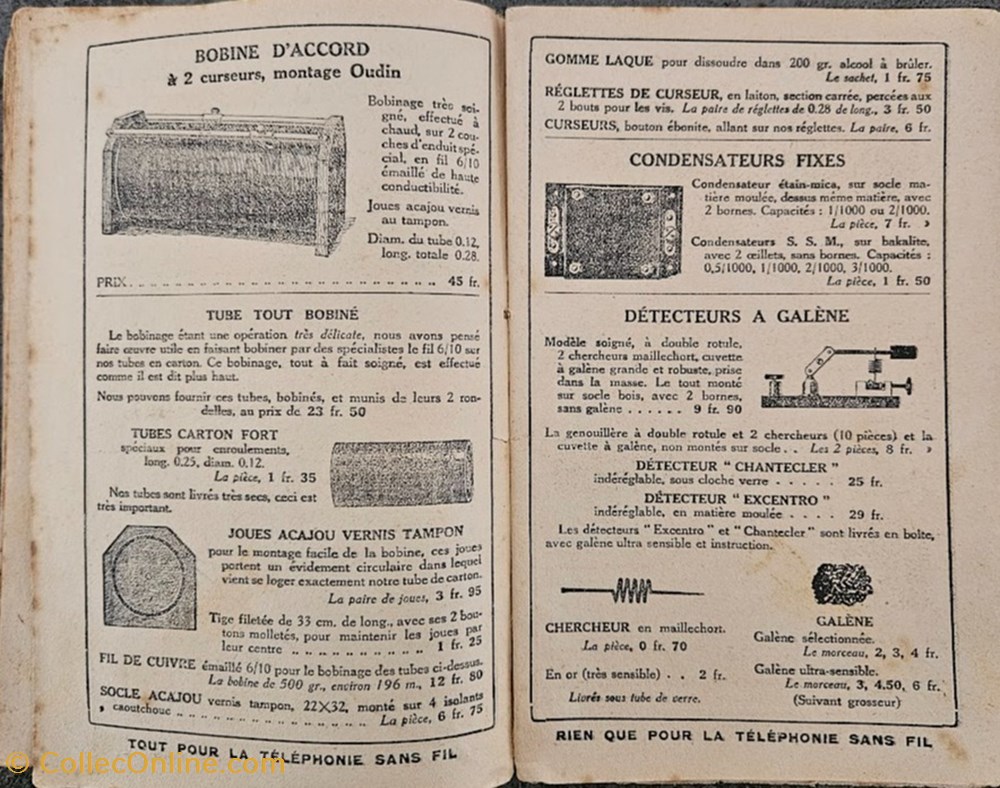 BOBINE D'ACCORD
à 2 curseurs, montage Oudin
Bobinage très soi-
gné, effectué à
chaud, sur 2 cou-
ches d'enduit spé-
cial, en fil 6/10
émaillé de haute
conductibilité.
Joues acajou vernis
au tampon.
Diam. du tube 0.12,
long. totale 0.28.
PRIX. . . . . . . . . . . . . . . . . . . . . . . . . . 45 fr.
TUBE TOUT BOBINÉ
Le bobinage étant une opération très délicate, nous avons pensé
faire œuvre utile en faisant bobiner par des spécialistes le fil 6/10 sur
nos tubes en carton. Ce bobinage, tout à fait soigné, est effectué
comme il est dit plus haut.
Nous pouvons fournir ces tubes, bobinés, et munis de leurs 2 ron-
delles, au prix de 23 fr. 50
TUBES CARTON FORT
spéciaux pour enroulements,
long. 0.25, diam. 0.12.
La pièce, 1 fr. 35
Nos tubes sont livrés très secs, ceci est
très important.
JOUES ACAJOU VERNIS TAMPON
pour le montage facile de la bobine, ces joues
portent un évidement circulaire dans lequel
vient se loger exactement notre tube de carton.
La paire de joues, 3 fr. 95
Tige filetée de 33 cm. de long., avec ses 2 bou-
tons molletés, pour maintenir les joues par
leur centre . . . . . . . . . . . 1 fr. 25
FIL DE CUIVRE émaillé 6/10 pour le bobinage des tubes ci-dessus.
La bobine de 500 gr., environ 196 m., 12 fr. 80
SOCLE ACAJOU vernis tampon, 22×32, monté sur 4 isolants
caoutchouc . . . . . . . . . . . . . . . La pièce, 6 fr. 75
TOUT POUR LA TÉLÉPHONIE SANS FIL
© CollecOnline.com
GOMME LAQUE pour dissoudre dans 200 gr. alcool à brûler.
Le sachet, 1 fr. 75
RÉGLETTES DE CURSEUR, en laiton, section carrée, percées aux
2 bouts pour les vis. La paire de réglettes de 0.28 de long., 3 fr. 50
CURSEURS, bouton ébonite, allant sur nos réglettes. La paire, 6 fr.
CONDENSATEURS FIXES
Condensateur étain-mica, sur socle ma-
tière moulée, dessus même matière, avec
2 bornes. Capacités : 1/1000 ou 2/1000.
La pièce, 7 fr. »
Condensateurs S. S. M., sur bakalite,
avec 2 œillets, sans bornes. Capacités :
0,5/1000, 1/1000, 2/1000, 3/1000.
La pièce, 1 fr. 50
DÉTECTEURS A GALÈNE
Modèle soigné, à double rotule,
2 chercheurs maillechort, cuvette
à galène grande et robuste, prise
dans la masse. Le tout monté
sur socle bois, avec 2 bornes,
sans galène . . . . . . 9 fr. 90
La genouillère à double rotule et 2 chercheurs (10 pièces) et la
cuvette à galène, non montés sur socle . . Les 2 pièces, 8 fr. »
DÉTECTEUR " CHANTECLER "
indéréglable, sous cloche verre . . . . . 25 fr.
DÉTECTEUR " EXCENTRO "
indéréglable, en matière moulée . . . . . 29 fr.
Les détecteurs "Excentro" et "Chantecler" sont livrés en boîte,
avec galène ultra sensible et instruction.
CHERCHEUR en maillechort.
La pièce, 0 fr. 70
En or (très sensible) . . 2 fr.
Livrés sous tube de verre.
GALÈNE
Galène sélectionnée.
Le morceau, 2, 3, 4 fr.
Galène ultra-sensible.
Le morceau, 3, 4.50, 6 fr.
(Suivant grosseur)
RIEN QUE POUR LA TÉLÉPHONIE SANS FIL